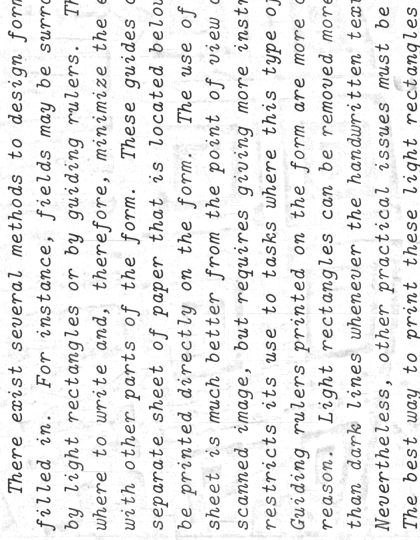 There exist several methods to design form
filled in. For instance, fields may be surro
by light rectangles or by guiding rulers. Th
where to write and, therefore, minimize the
with other parts of the form. These guides
separate sheet of paper that is located below
be printed directly on the form. The use of
sheet is much better from the point of view
scanned image, but requires giving more instr
restricts its use to tasks where this type of
Guiding rulers printed on the form are more
reason. Light rectangles can be removed more
than dark lines whenever the handwritten text
Nevertheless, other practical issues must be
The best way to print these light rectangles